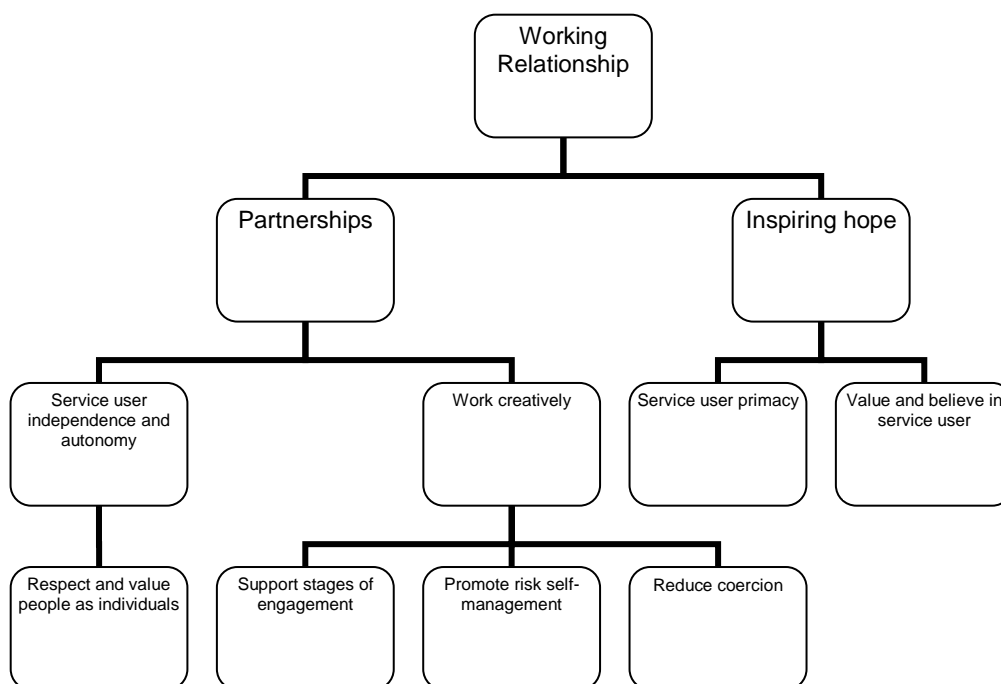 Working
Relationship
Partnerships
Inspiring hope
Service user
independence and
autonomy
Work creatively
Service user primacy
Value and believe in
service user
Respect and value
people as individuals
Support stages of
engagement
Promote risk self-
management
Reduce coercion